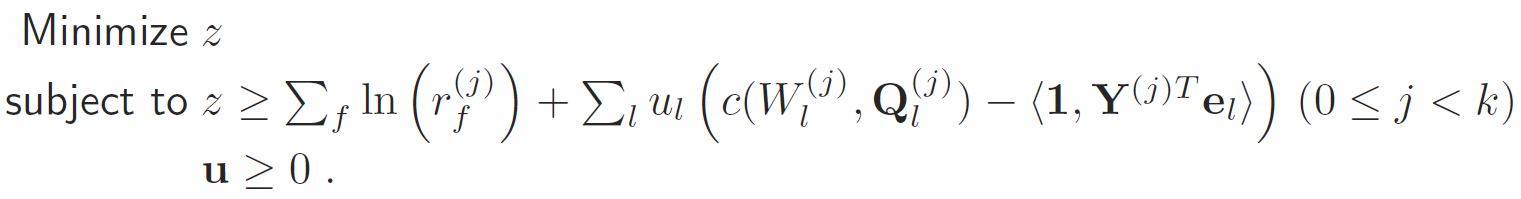 Minimize z
subject to z ≥ ∑_f ln(r_f^{(j)}) + ∑_l u_l (c(W_l^{(j)}, Q_l^{(j)}) − ⟨1, Y^{(j)T} e_l⟩) (0 ≤ j < k)
u ≥ 0 .